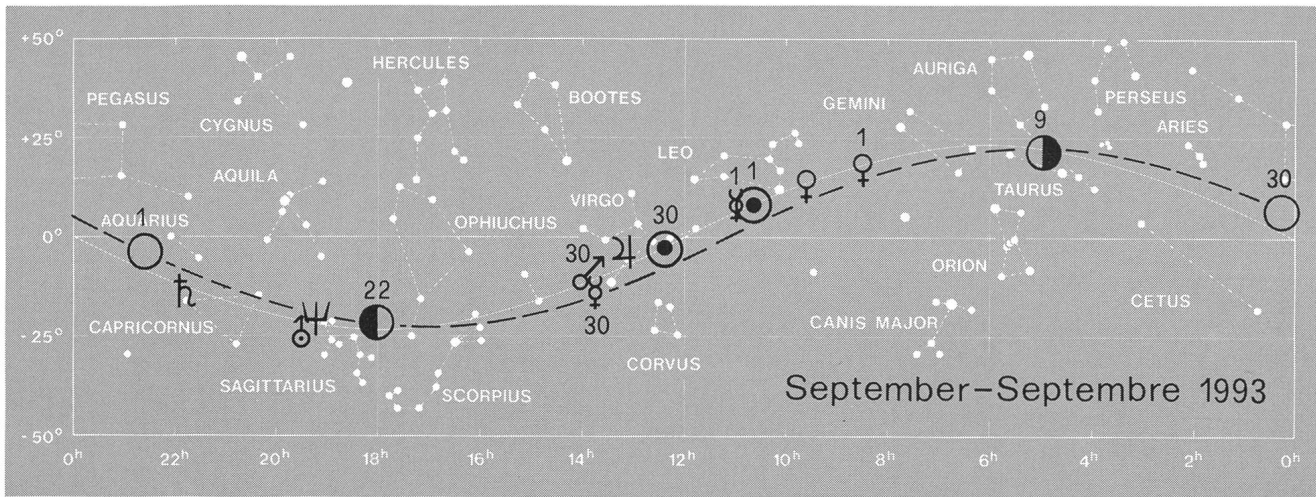 +50°
HERCULES
AURIGA
PEGASUS
BOOTES
GEMINI
PERSEUS
CYGNUS
9
+25°
1
ARIES
LEO
AQUILA
1 1
TAURUS
30
VIRGO
AQUARIUS
1
OPHIUCHUS
30
0°
30
ORION
22
CETUS
CAPRICORNUS
30
CANIS MAJOR
-25°
CORVUS
SAGITTARIUS
SCORPIUS
September–Septembre 1993
-50°
0h 22h 20h 18h 16h 14h 12h 10h 8h 6h 4h 2h 0h